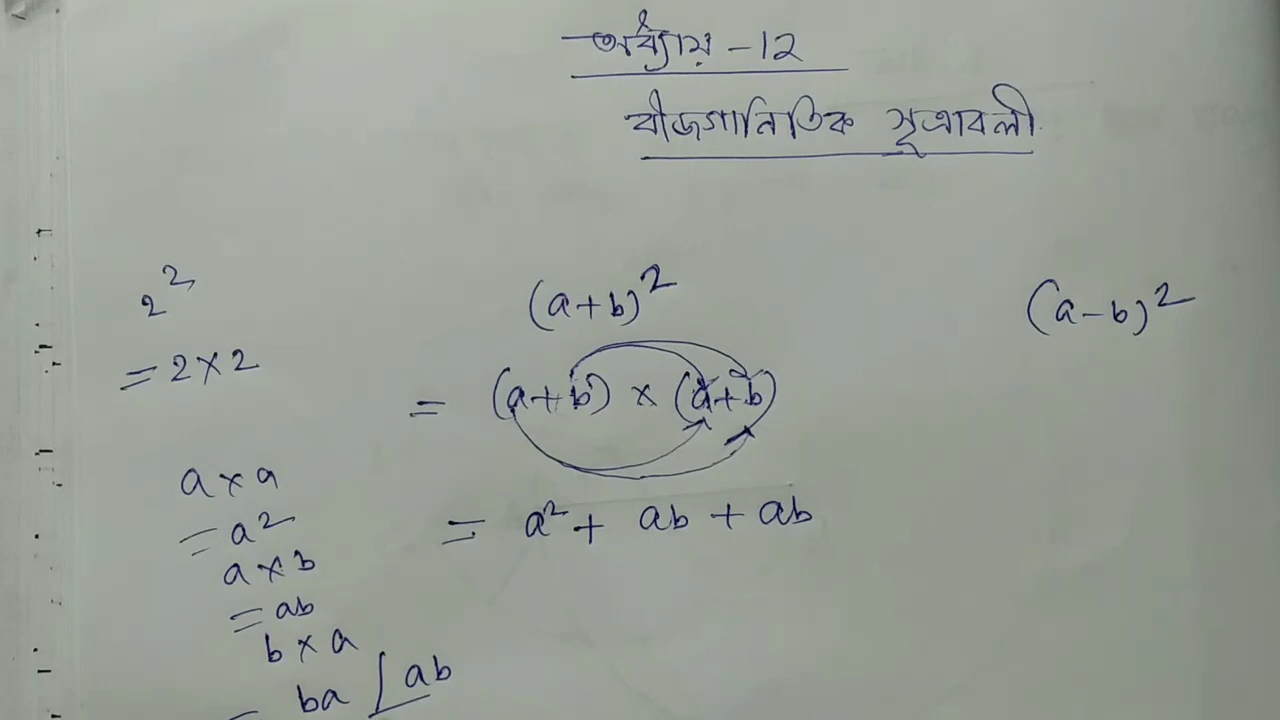 অধ্যায় -12
বীজগানিতিক সূত্রাবলী
2²
= 2 × 2
(a+b)²
(a-b)²
= (a+b) × (a+b)
= a² + ab + ab
a × a
= a²
a × b
= ab
b × a
= ba / ab